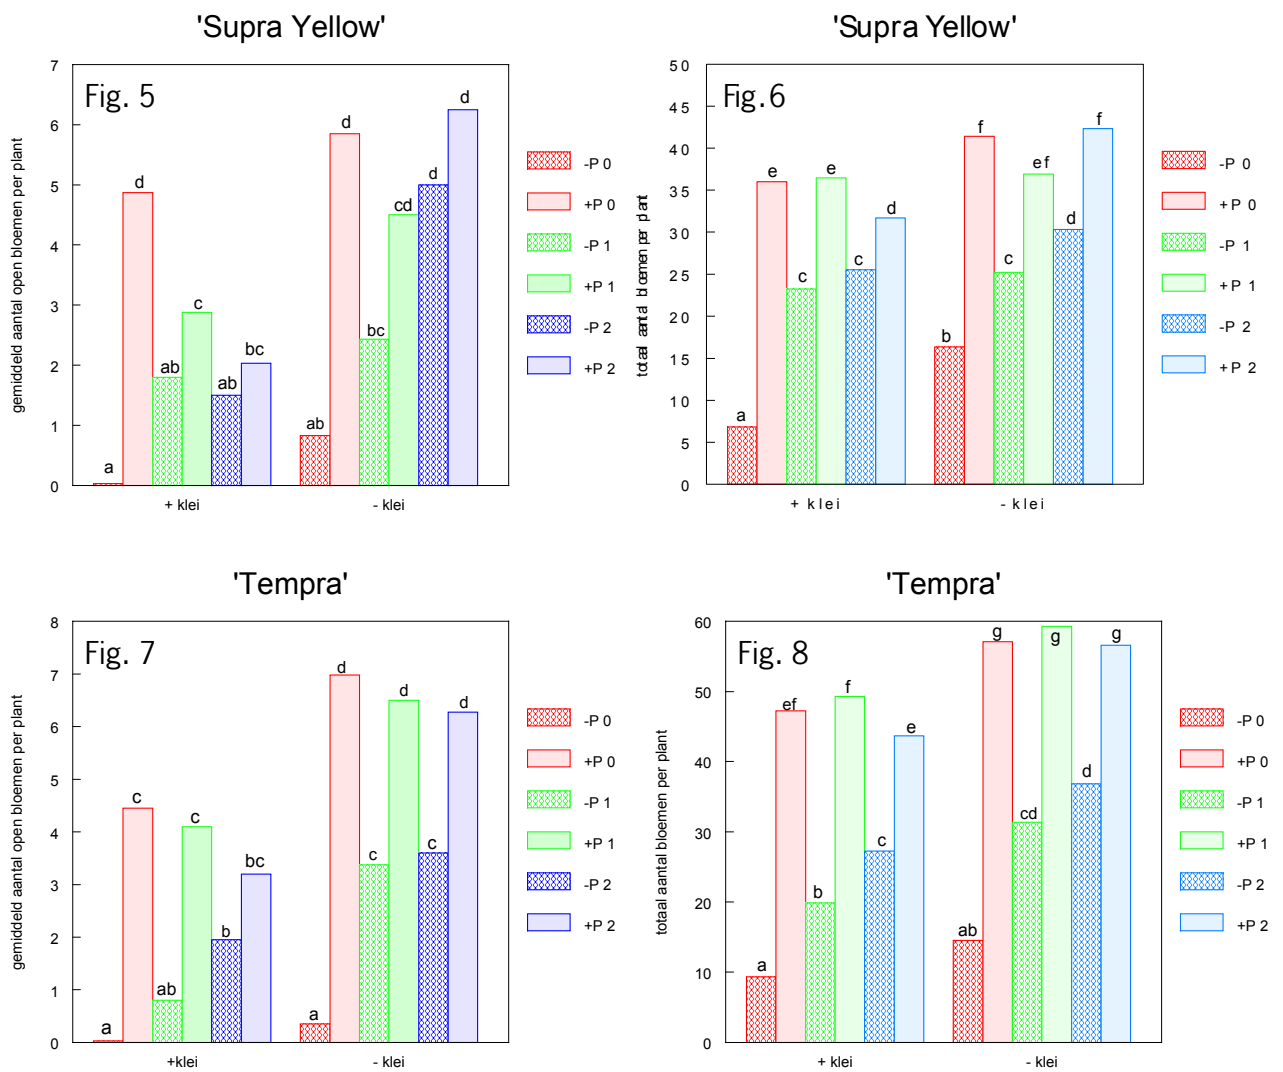 'Supra Yellow'
Fig. 5
gemiddeld aantal open bloemen per plant
7
6
5
4
3
2
1
0
a
d
ab
c
ab
bc
ab
d
bc
cd
d
d
+ klei
- klei
-P 0
+P 0
-P 1
+P 1
-P 2
+P 2
'Supra Yellow'
Fig.6
totaal aantal bloemen per plant
50
45
40
35
30
25
20
15
10
5
0
a
e
c
e
c
d
b
f
c
ef
d
f
+ klei
- klei
-P 0
+P 0
-P 1
+P 1
-P 2
+P 2
'Tempra'
Fig. 7
gemiddeld aantal open bloemen per plant
8
7
6
5
4
3
2
1
0
a
c
ab
c
b
bc
a
d
c
d
c
d
+klei
- klei
-P 0
+P 0
-P 1
+P 1
-P 2
+P 2
'Tempra'
Fig. 8
totaal aantal bloemen per plant
60
50
40
30
20
10
0
a
ef
b
f
c
e
ab
g
cd
g
d
g
+ klei
- klei
-P 0
+P 0
-P 1
+P 1
-P 2
+P 2